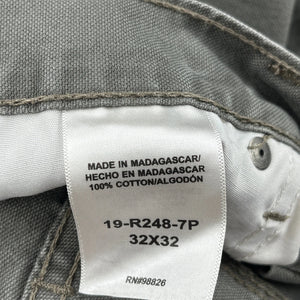 MADE IN MADAGASCAR/
HECHO EN MADAGASCAR
100% COTTON/ALGODÓN
19-R248-7P
32X32
RN#98826